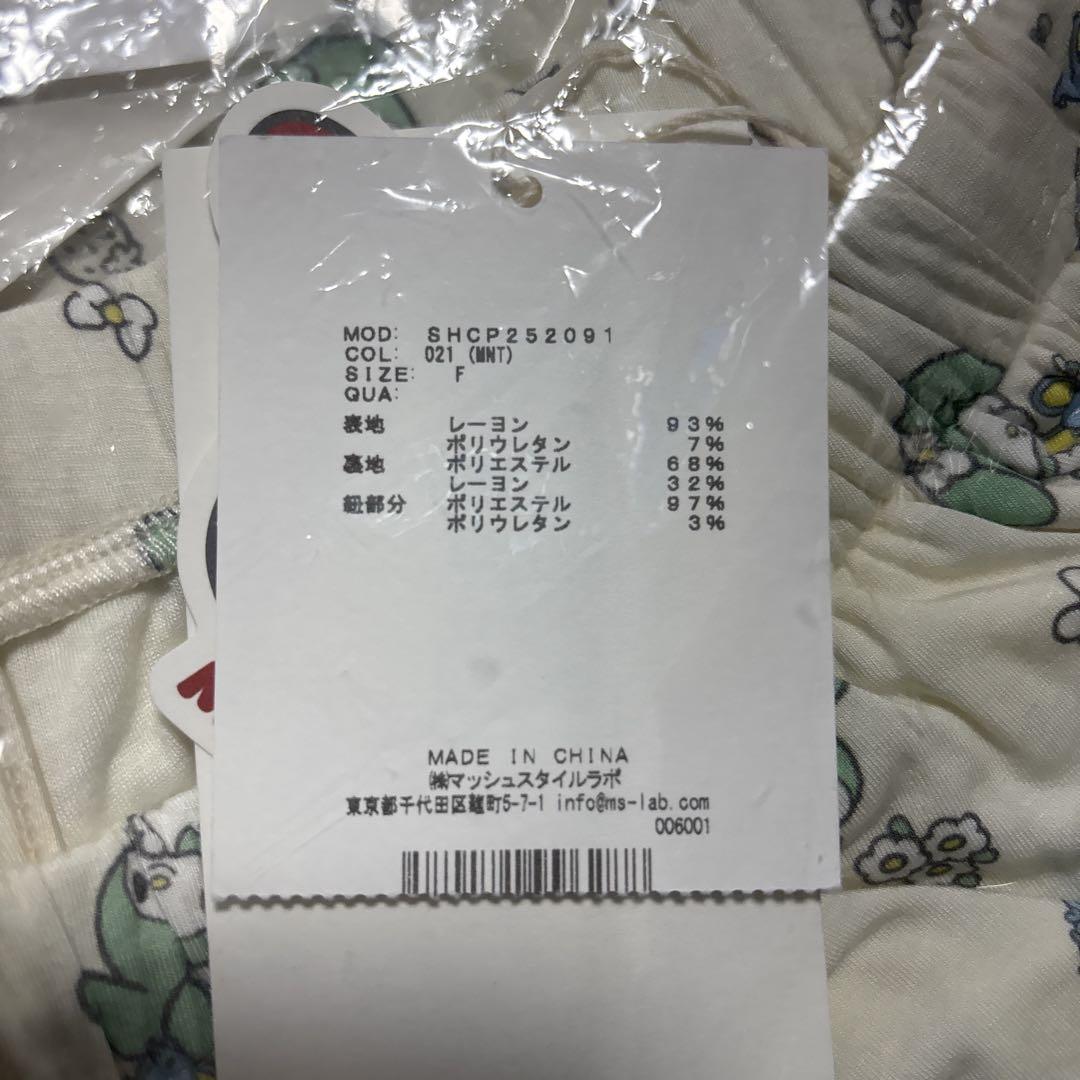 MOD: SHCP252091
COL: 021 (MNT)
SIZE: F
QUA:
表地 レーヨン 93%
ポリウレタン 7%
裏地 ポリエステル 68%
レーヨン 32%
紐部分 ポリエステル 97%
ポリウレタン 3%
MADE IN CHINA
㈱マッシュスタイルラボ
東京都千代田区麹町5-7-1 info@ms-lab.com
006001